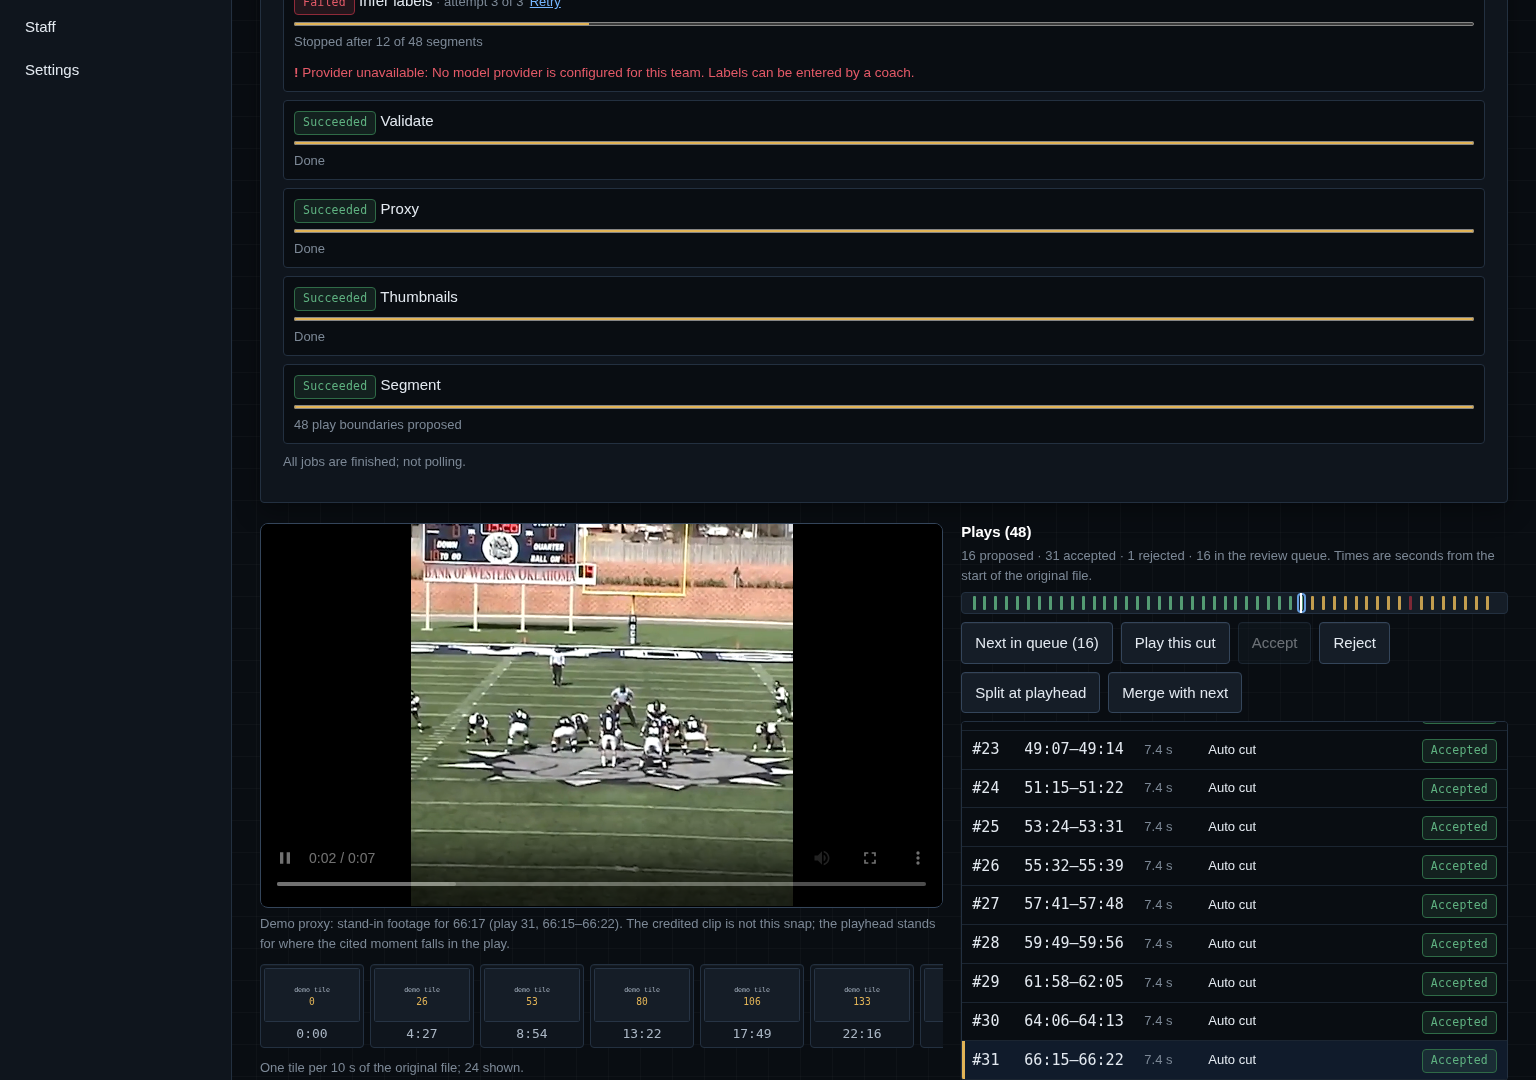 Staff
Settings
Failed Infer labels · attempt 3 of 3 Retry
Stopped after 12 of 48 segments
! Provider unavailable: No model provider is configured for this team. Labels can be entered by a coach.
Succeeded Validate
Done
Succeeded Proxy
Done
Succeeded Thumbnails
Done
Succeeded Segment
48 play boundaries proposed
All jobs are finished; not polling.
DOWN
TO GO
QUARTER
BALL ON
BANK OF WESTERN OKLAHOMA
0:02 / 0:07
Demo proxy: stand-in footage for 66:17 (play 31, 66:15–66:22). The credited clip is not this snap; the playhead stands
for where the cited moment falls in the play.
demo tile demo tile demo tile demo tile demo tile demo tile
0 26 53 80 106 133
0:00 4:27 8:54 13:22 17:49 22:16
One tile per 10 s of the original file; 24 shown.
Plays (48)
16 proposed · 31 accepted · 1 rejected · 16 in the review queue. Times are seconds from the
start of the original file.
Next in queue (16) Play this cut Accept Reject
Split at playhead Merge with next
#23 49:07–49:14 7.4 s Auto cut Accepted
#24 51:15–51:22 7.4 s Auto cut Accepted
#25 53:24–53:31 7.4 s Auto cut Accepted
#26 55:32–55:39 7.4 s Auto cut Accepted
#27 57:41–57:48 7.4 s Auto cut Accepted
#28 59:49–59:56 7.4 s Auto cut Accepted
#29 61:58–62:05 7.4 s Auto cut Accepted
#30 64:06–64:13 7.4 s Auto cut Accepted
#31 66:15–66:22 7.4 s Auto cut Accepted